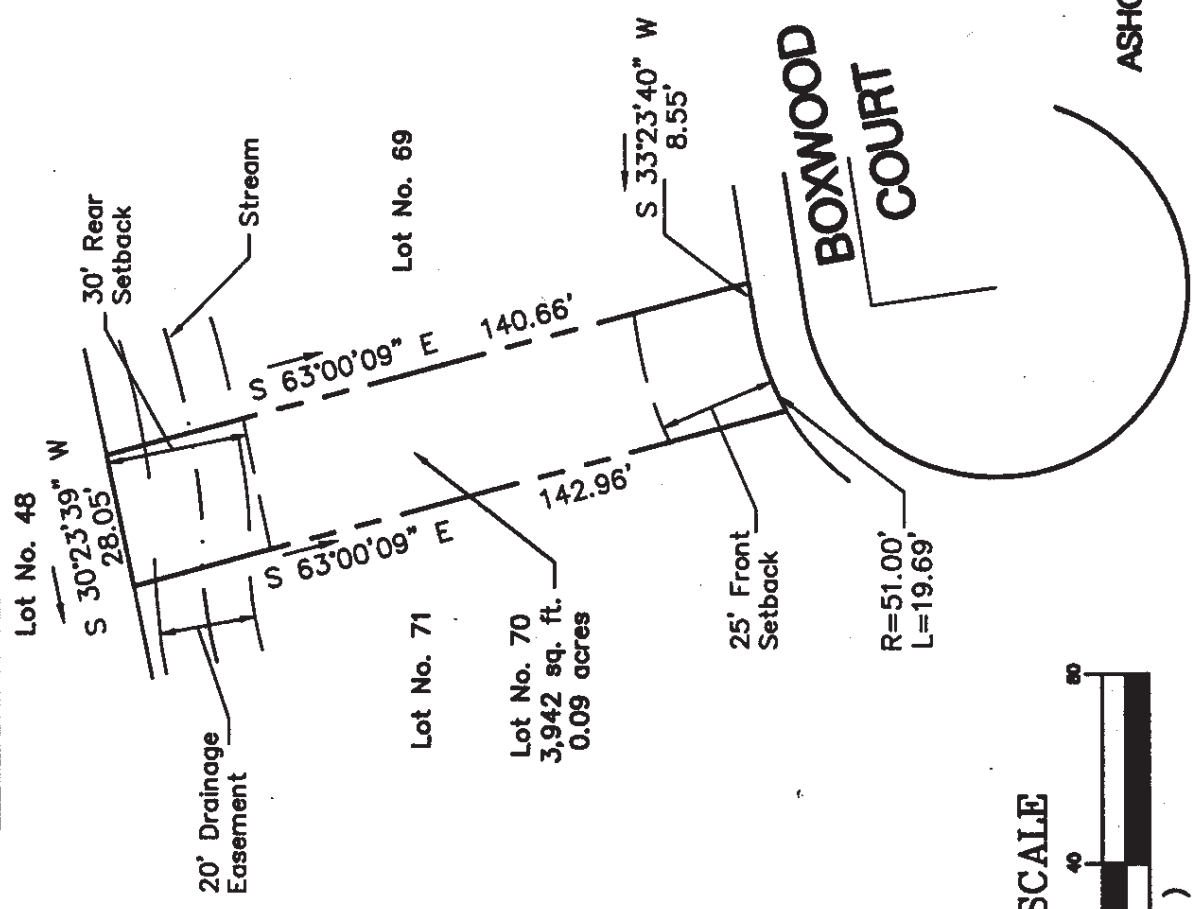 Lot No. 48
S 30°23'39" W
28.05'
30' Rear
Setback
Stream
Lot No. 69
S 63°00'09" E 140.66'
S 63°00'09" E 142.96'
S 33°23'40" W
8.55'
BOXWOOD
COURT
20' Drainage
Easement
Lot No. 71
Lot No. 70
3,942 sq. ft.
0.09 acres
25' Front
Setback
R=51.00'
L=19.69'
SCALE
40
80
)